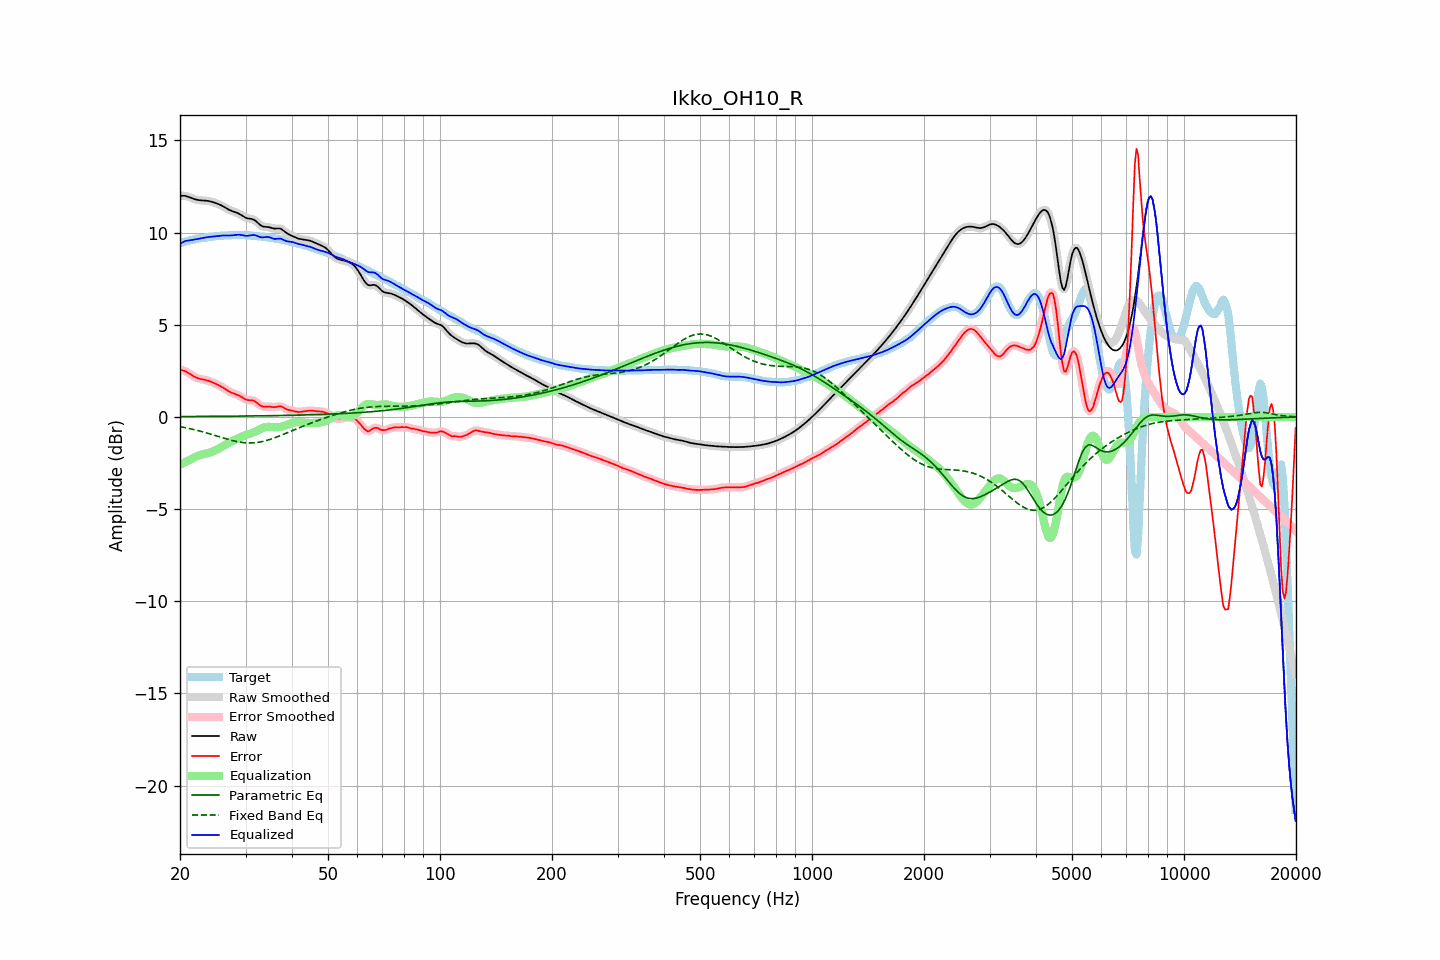 Ikko_OH10_R
15
10
5
0
−5
−10
−15
−20
Amplitude (dBr)
Target
Raw Smoothed
Error Smoothed
Raw
Error
Equalization
Parametric Eq
Fixed Band Eq
Equalized
20 50 100 200 500 1000 2000 5000 10000 20000
Frequency (Hz)